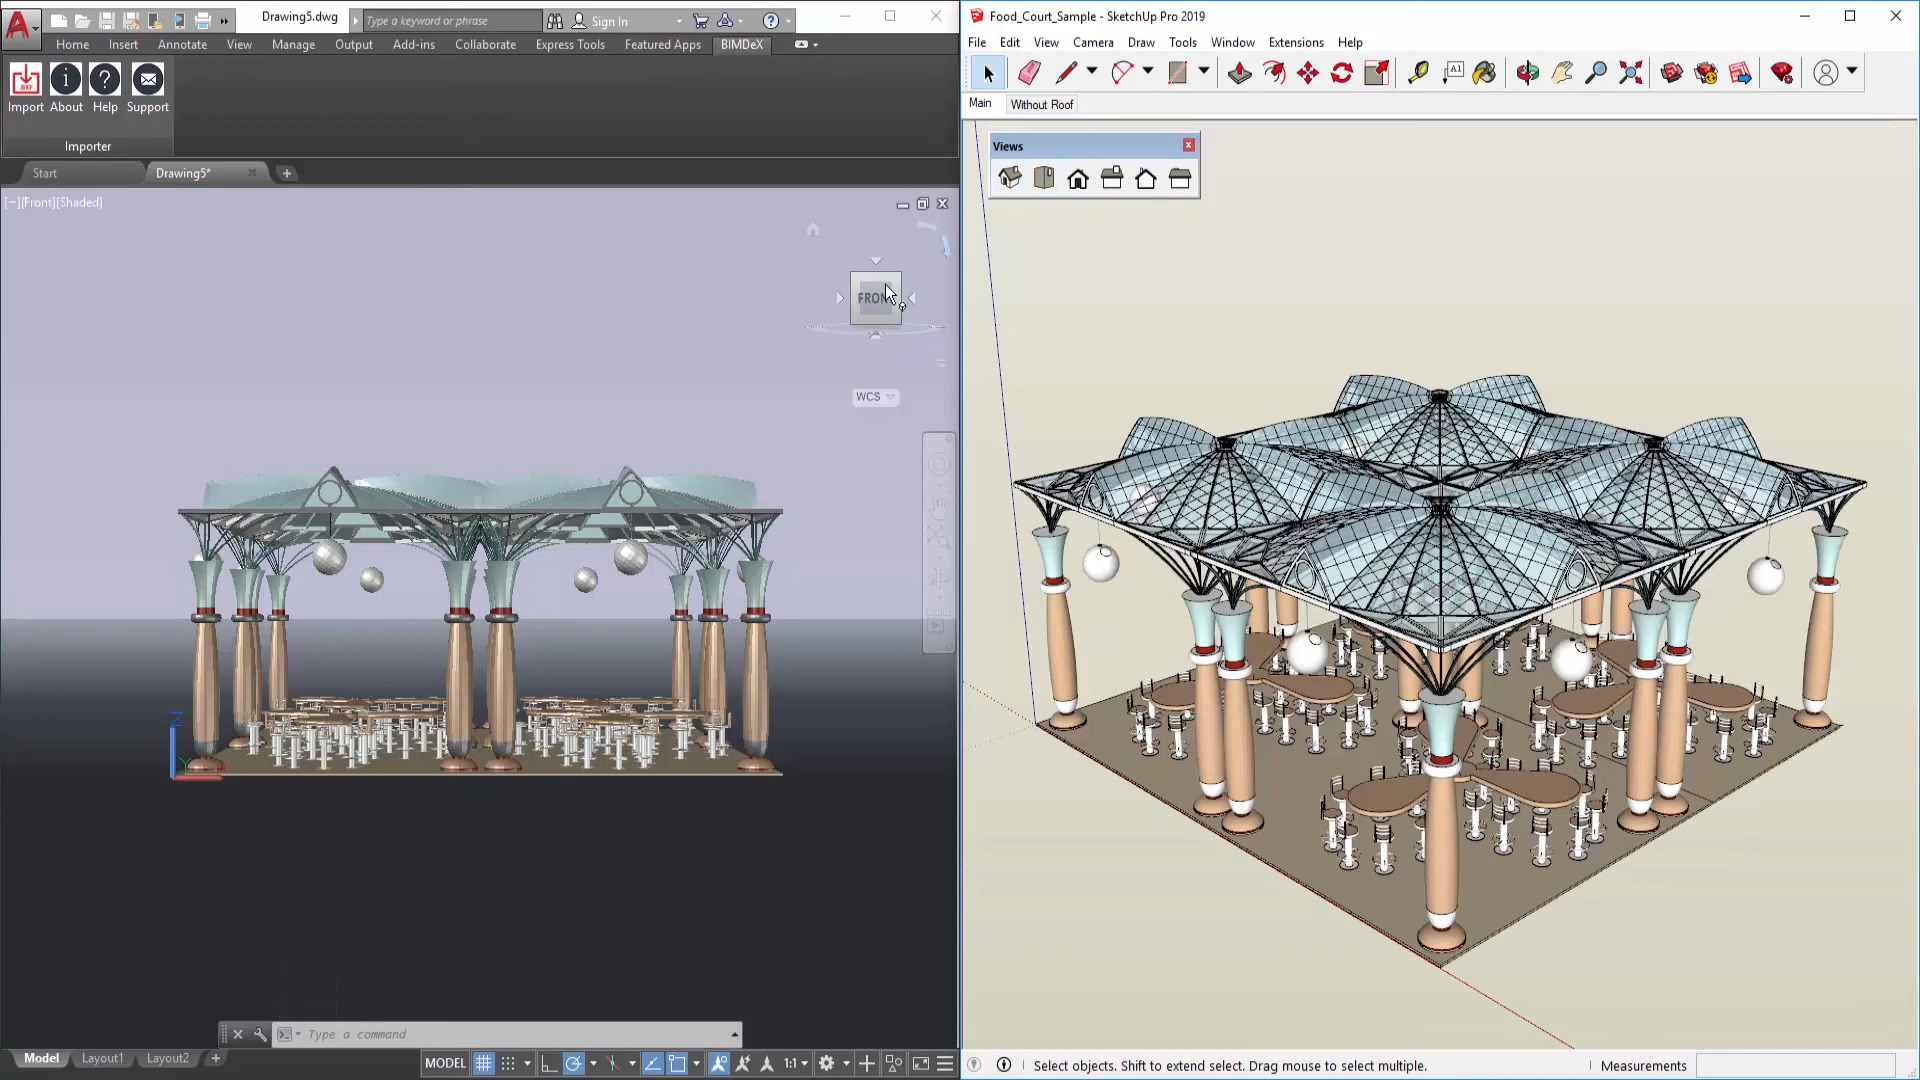 Drawing5.dwg
Type a keyword or phrase
Sign In
Home Insert Annotate View Manage Output Add-ins Collaborate Express Tools Featured Apps BIMDeX
Import About Help Support
Importer
Start
Drawing5*
[−][Front][Shaded]
WCS
Z
Y
Type a command
Model Layout1 Layout2
MODEL
1:1
Food_Court_Sample - SketchUp Pro 2019
File Edit View Camera Draw Tools Window Extensions Help
A1
Main Without Roof
Views
Select objects. Shift to extend select. Drag mouse to select multiple.
Measurements